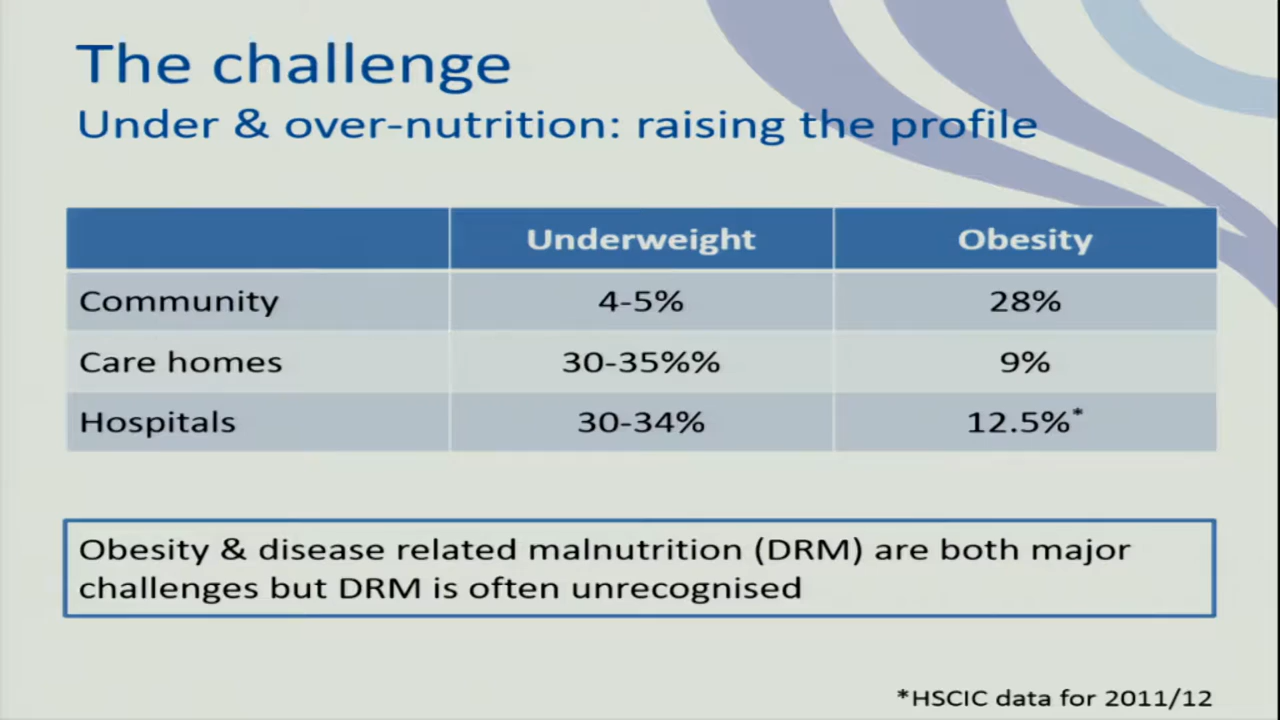 The challenge
Under & over-nutrition: raising the profile
Underweight Obesity
Community 4-5% 28%
Care homes 30-35%% 9%
Hospitals 30-34% 12.5%*
Obesity & disease related malnutrition (DRM) are both major
challenges but DRM is often unrecognised
*HSCIC data for 2011/12